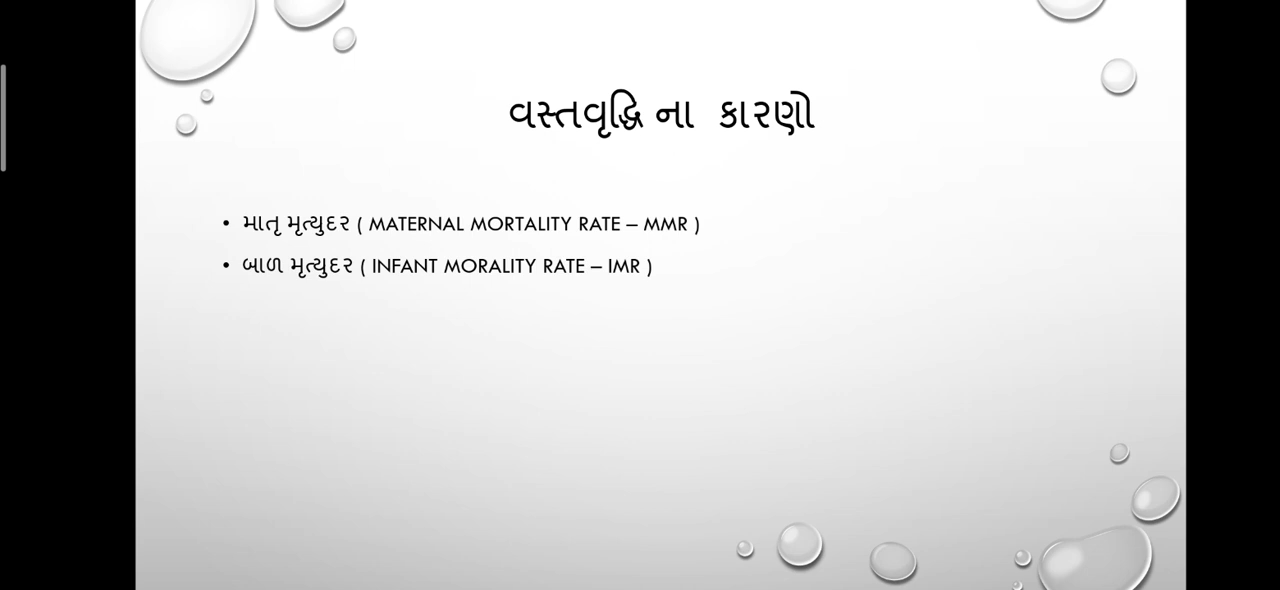 વસ્તવૃદ્ધિ ના કારણો
• માતૃ મૃત્યુદર ( MATERNAL MORTALITY RATE – MMR )
• બાળ મૃત્યુદર ( INFANT MORALITY RATE – IMR )